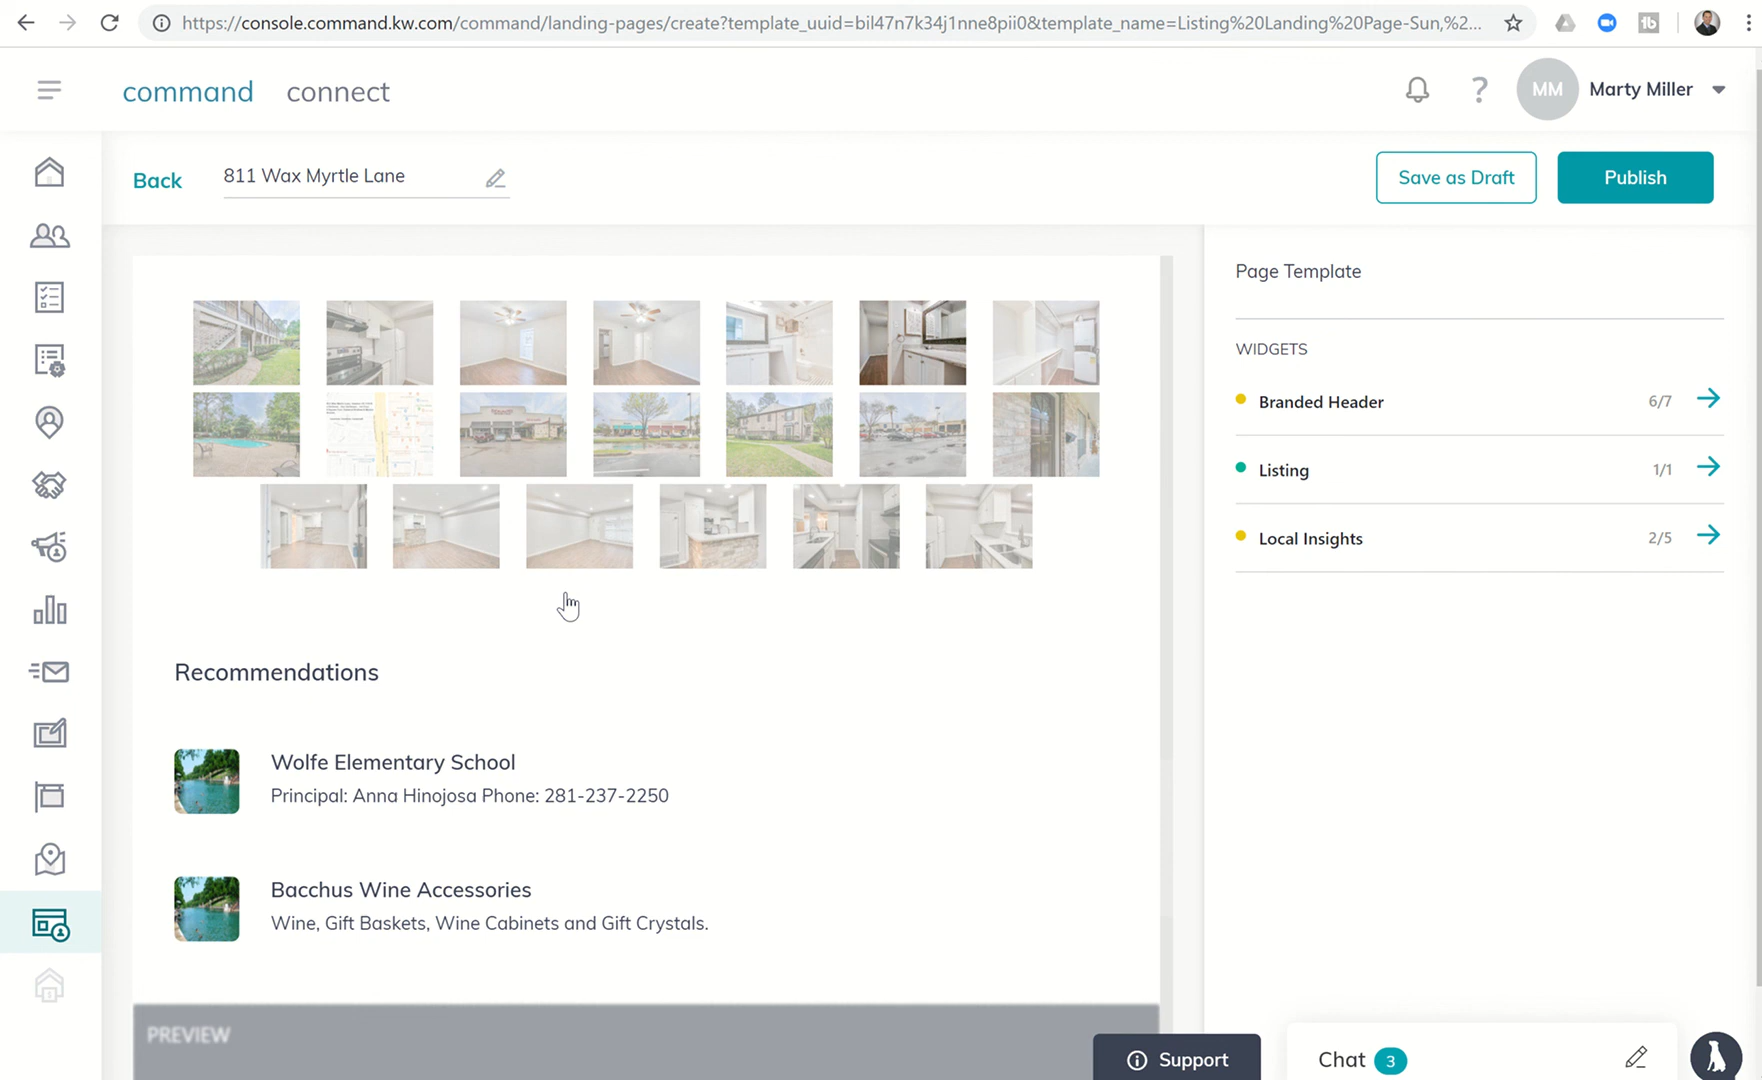 https://console.command.kw.com/command/landing-pages/create?template_uuid=bil47n7k34j1nne8pii0&template_name=Listing%20Landing%20Page-Sun,%2...
command connect
MM Marty Miller
Back 811 Wax Myrtle Lane
Save as Draft Publish
Page Template
WIDGETS
Branded Header 6/7
Listing 1/1
Local Insights 2/5
Recommendations
Wolfe Elementary School
Principal: Anna Hinojosa Phone: 281-237-2250
Bacchus Wine Accessories
Wine, Gift Baskets, Wine Cabinets and Gift Crystals.
PREVIEW
Support
Chat 3